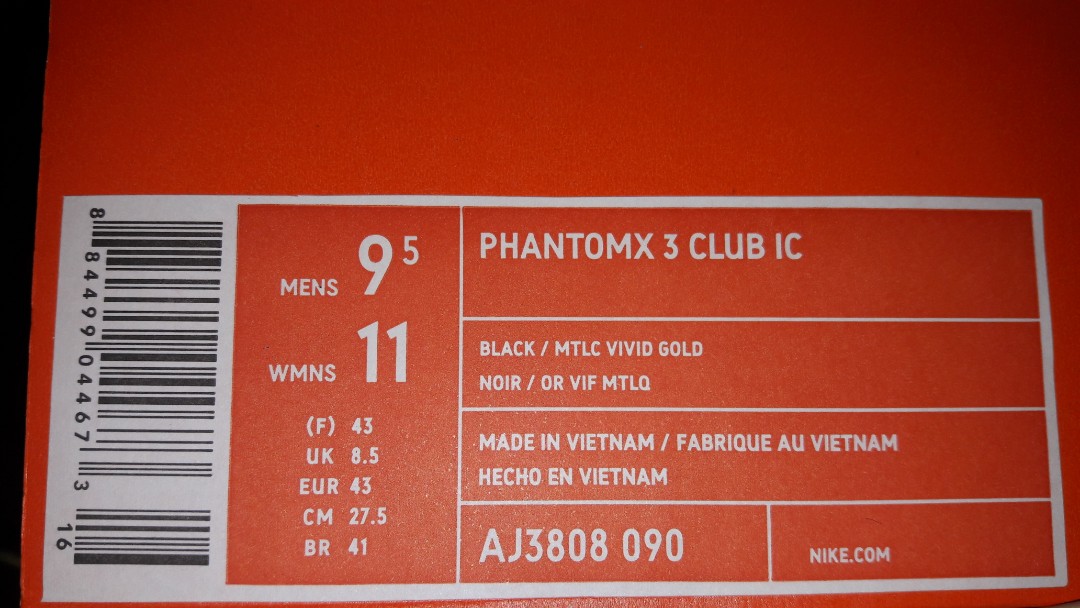 8 84499 04467 3
16
MENS 9 5
WMNS 11
(F) 43
UK 8.5
EUR 43
CM 27.5
BR 41
PHANTOMX 3 CLUB IC
BLACK / MTLC VIVID GOLD
NOIR / OR VIF MTLQ
MADE IN VIETNAM / FABRIQUE AU VIETNAM
HECHO EN VIETNAM
AJ3808 090
NIKE.COM